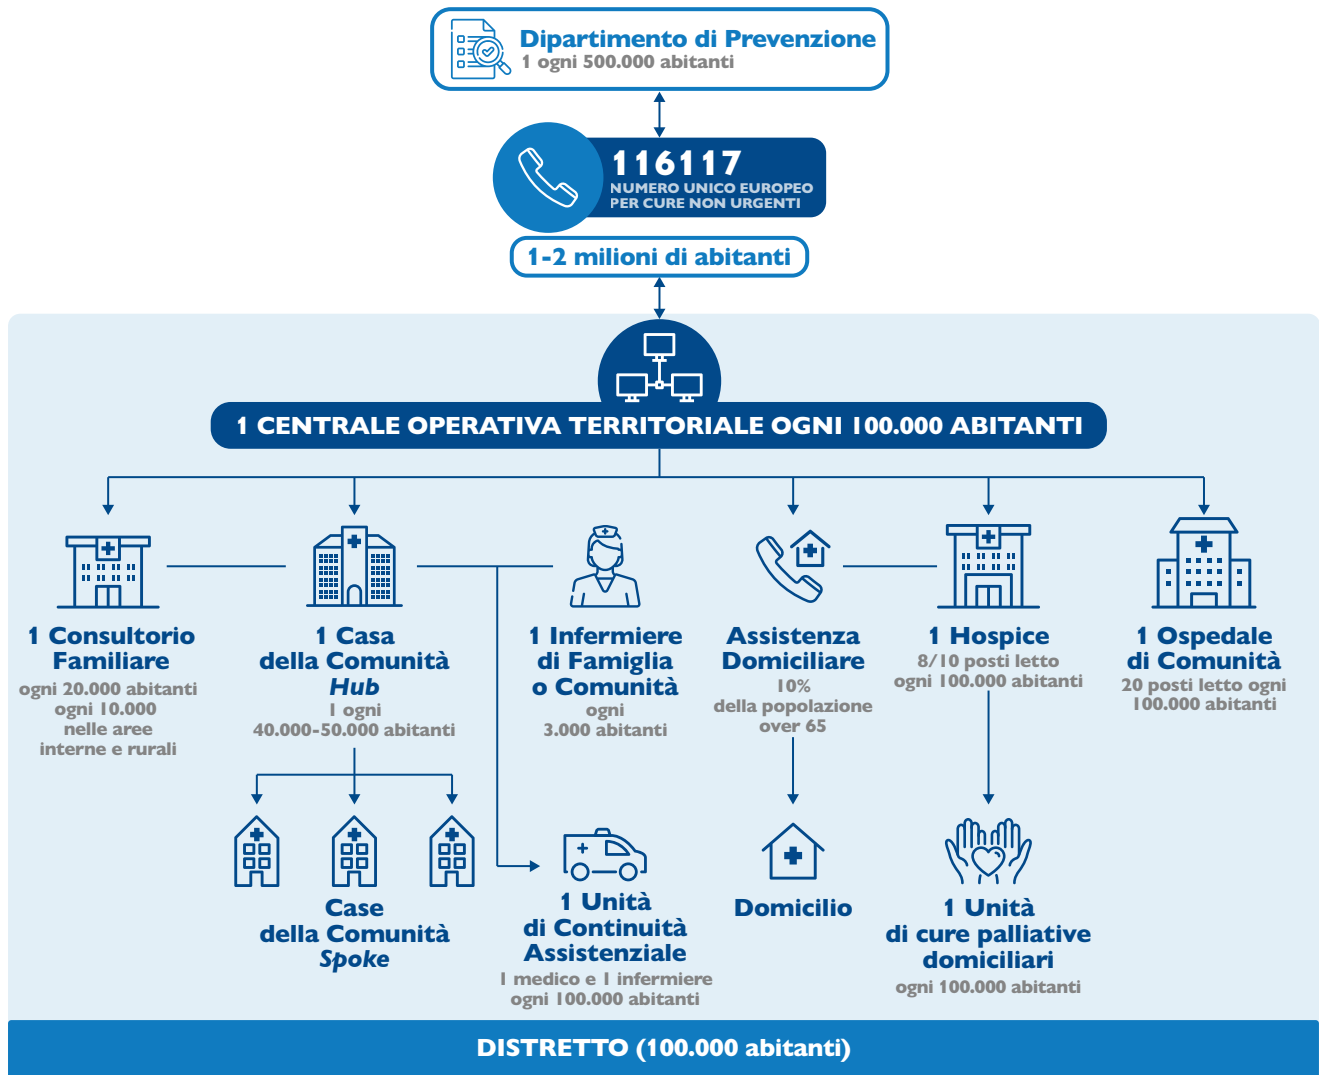 Dipartimento di Prevenzione
1 ogni 500.000 abitanti
116117
NUMERO UNICO EUROPEO
PER CURE NON URGENTI
1-2 milioni di abitanti
1 CENTRALE OPERATIVA TERRITORIALE OGNI 100.000 ABITANTI
1 Consultorio
Familiare
ogni 20.000 abitanti
ogni 10.000
nelle aree
interne e rurali
1 Casa
della Comunità
Hub
1 ogni
40.000-50.000 abitanti
1 Infermiere
di Famiglia
o Comunità
ogni
3.000 abitanti
Assistenza
Domiciliare
10%
della popolazione
over 65
1 Hospice
8/10 posti letto
ogni 100.000 abitanti
1 Ospedale
di Comunità
20 posti letto ogni
100.000 abitanti
Case
della Comunità
Spoke
1 Unità
di Continuità
Assistenziale
1 medico e 1 infermiere
ogni 100.000 abitanti
Domicilio
1 Unità
di cure palliative
domiciliari
ogni 100.000 abitanti
DISTRETTO (100.000 abitanti)